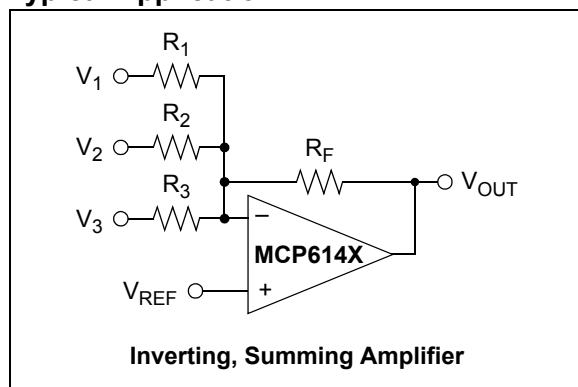 R1
V1
R2
V2
RF
VOUT
R3
V3
−
MCP614X
VREF
+
Inverting, Summing Amplifier